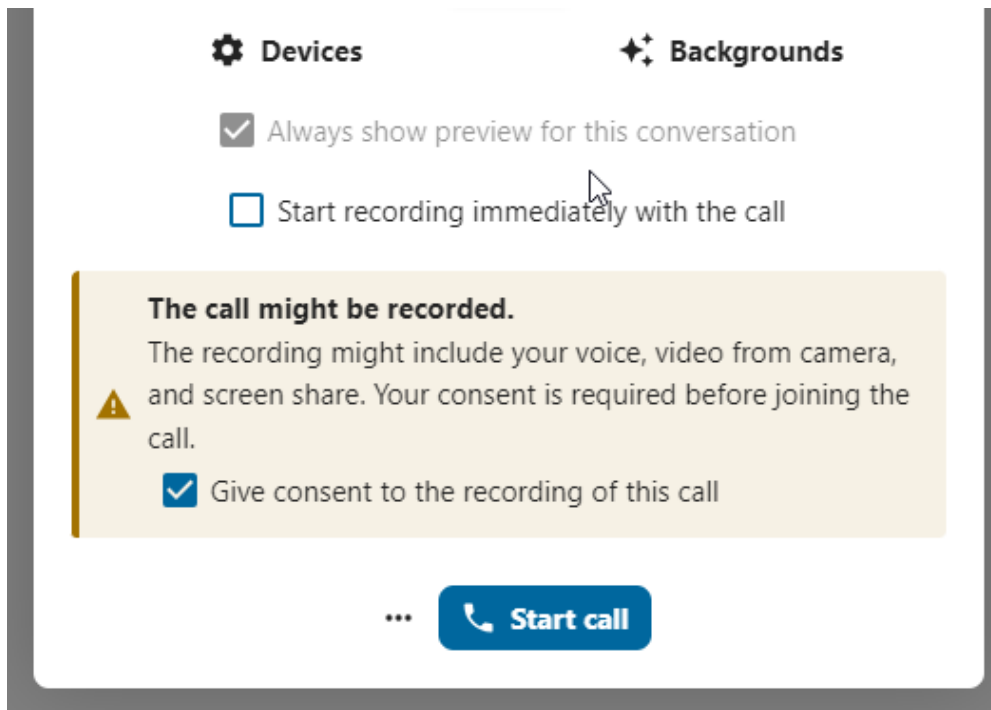 Devices
Backgrounds
Always show preview for this conversation
Start recording immediately with the call
The call might be recorded.
The recording might include your voice, video from camera,
and screen share. Your consent is required before joining the
call.
Give consent to the recording of this call
Start call